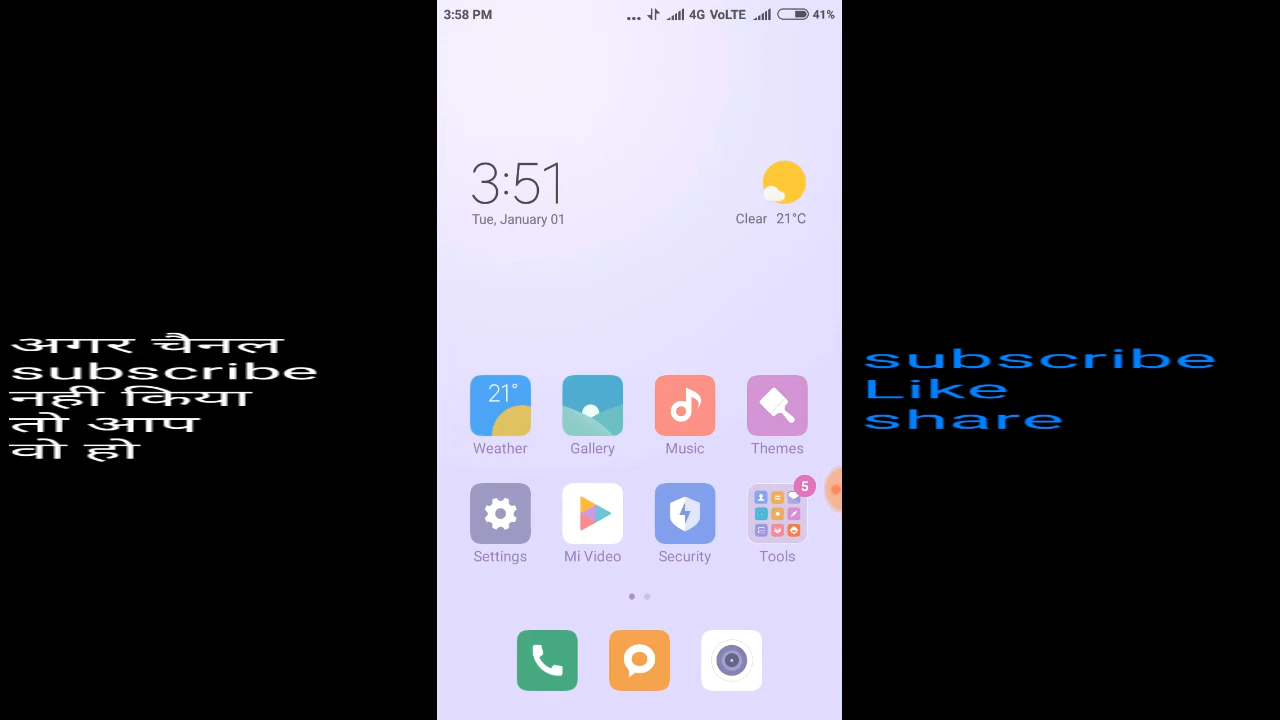 3:58 PM
... 4G VoLTE 41%
3:51
Tue, January 01
Clear 21°C
अगर चैनल
subscribe
नही किया
तो आप
वो हो
subscribe
Like
share
21°
Weather
Gallery
Music
Themes
5
Settings
Mi Video
Security
Tools